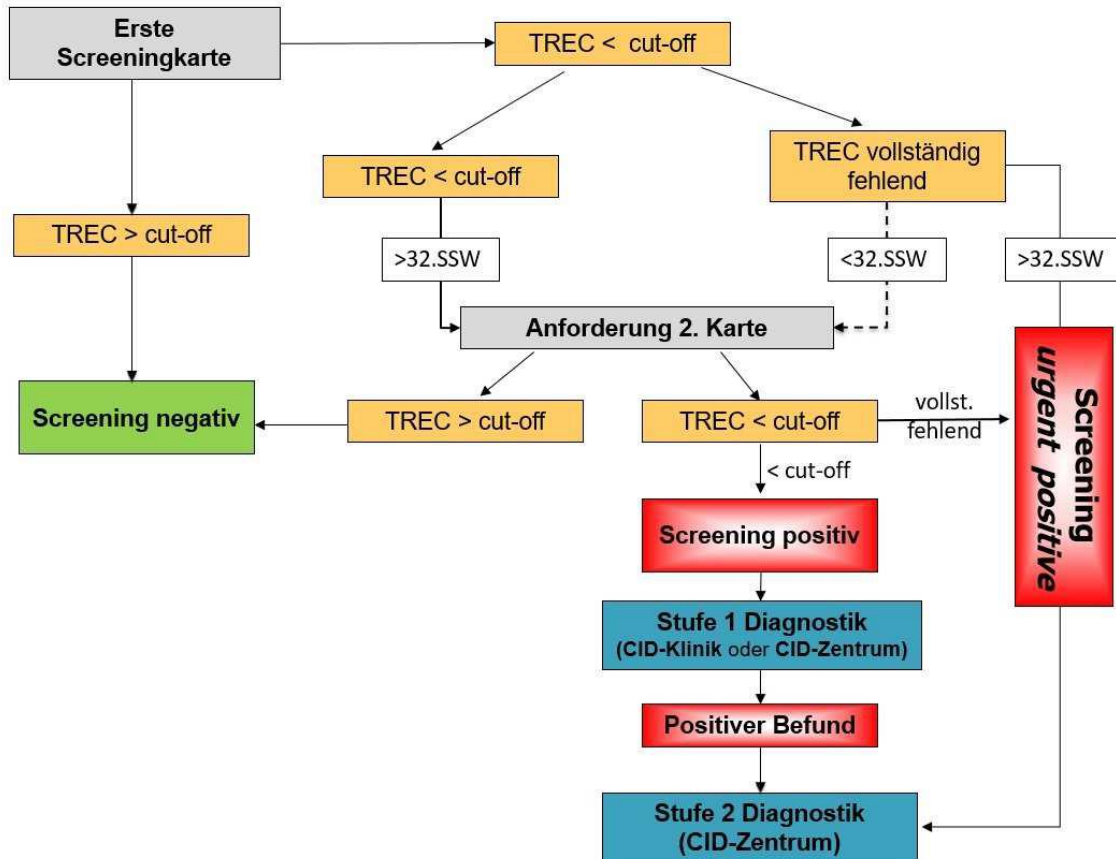 Erste
Screeningkarte
TREC < cut-off
TREC < cut-off
TREC vollständig
fehlend
TREC > cut-off
>32.SSW
<32.SSW
>32.SSW
Anforderung 2. Karte
Screening negativ
TREC > cut-off
TREC < cut-off
vollst.
fehlend
Screening
urgent positive
< cut-off
Screening positiv
Stufe 1 Diagnostik
(CID-Klinik oder CID-Zentrum)
Positiver Befund
Stufe 2 Diagnostik
(CID-Zentrum)